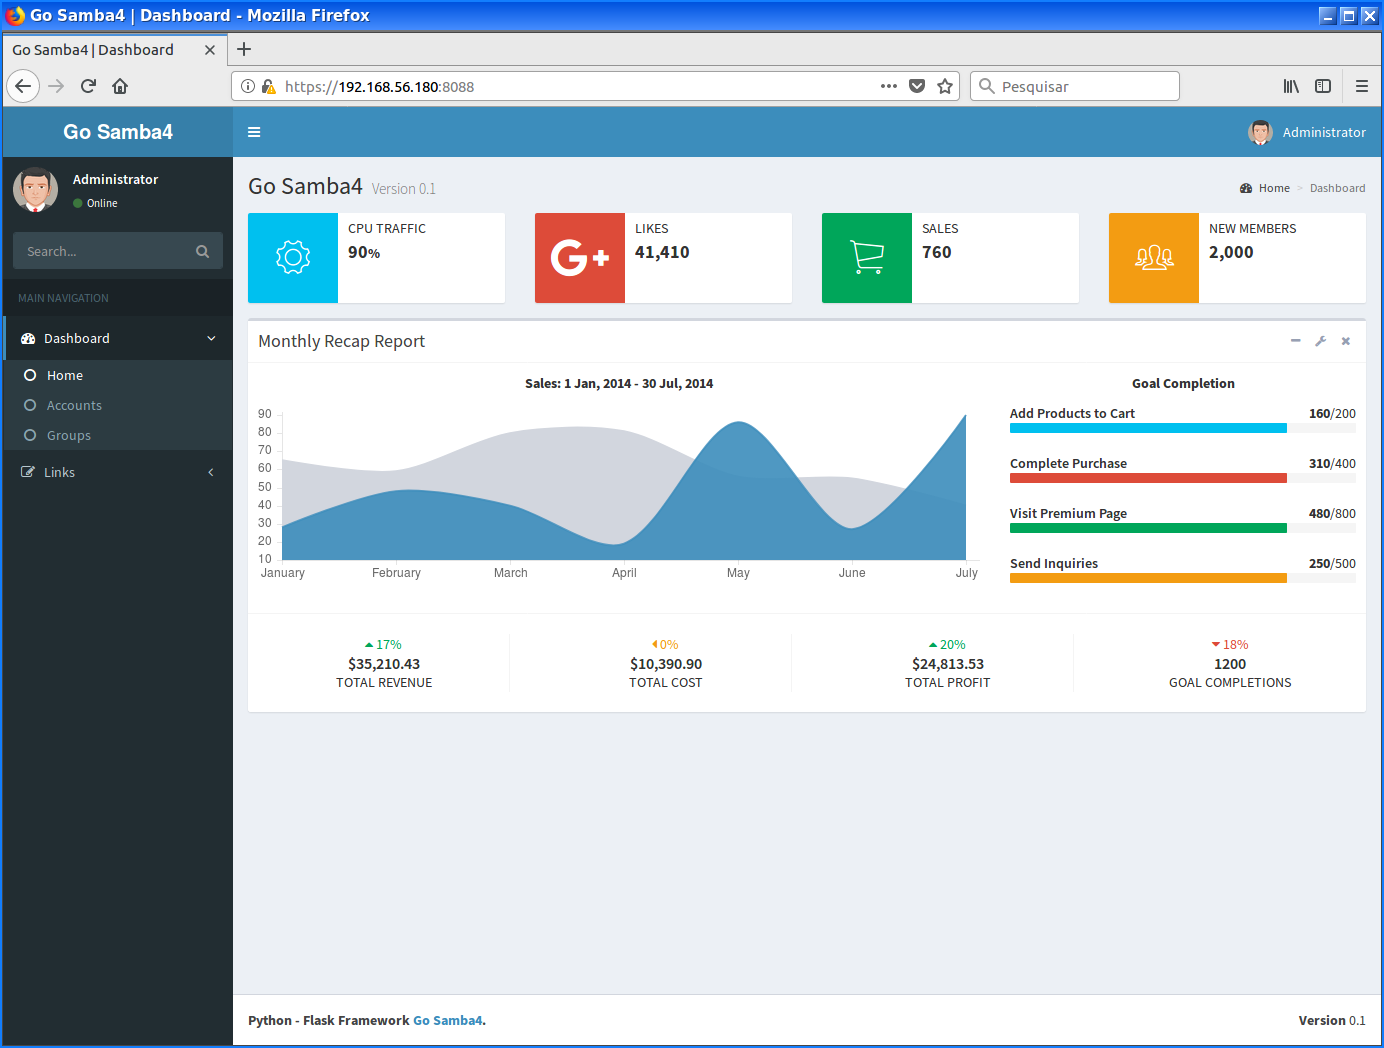 Go Samba4 | Dashboard - Mozilla Firefox
Go Samba4 | Dashboard
https://192.168.56.180:8088
Pesquisar
Go Samba4
Administrator
Administrator
Online
Search...
MAIN NAVIGATION
Dashboard
Home
Accounts
Groups
Links
Go Samba4 Version 0.1
Home > Dashboard
CPU TRAFFIC
90%
G+
LIKES
41,410
SALES
760
NEW MEMBERS
2,000
Monthly Recap Report
Sales: 1 Jan, 2014 - 30 Jul, 2014
90
80
70
60
50
40
30
20
10
January February March April May June July
Goal Completion
Add Products to Cart 160/200
Complete Purchase 310/400
Visit Premium Page 480/800
Send Inquiries 250/500
17%
$35,210.43
TOTAL REVENUE
0%
$10,390.90
TOTAL COST
20%
$24,813.53
TOTAL PROFIT
18%
1200
GOAL COMPLETIONS
Python - Flask Framework Go Samba4.
Version 0.1